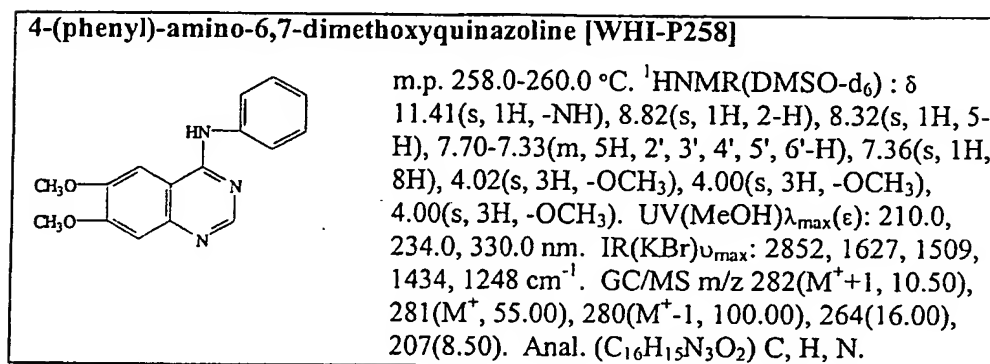 4-(phenyl)-amino-6,7-dimethoxyquinazoline [WHI-P258]
m.p. 258.0-260.0 °C. ¹HNMR(DMSO-d₆) : δ
11.41(s, 1H, -NH), 8.82(s, 1H, 2-H), 8.32(s, 1H, 5-
H), 7.70-7.33(m, 5H, 2', 3', 4', 5', 6'-H), 7.36(s, 1H,
8H), 4.02(s, 3H, -OCH₃), 4.00(s, 3H, -OCH₃),
4.00(s, 3H, -OCH₃). UV(MeOH)λmax(ε): 210.0,
234.0, 330.0 nm. IR(KBr)υmax: 2852, 1627, 1509,
1434, 1248 cm⁻¹. GC/MS m/z 282(M⁺+1, 10.50),
281(M⁺, 55.00), 280(M⁺-1, 100.00), 264(16.00),
207(8.50). Anal. (C₁₆H₁₅N₃O₂) C, H, N.
HN
CH₃O
N
CH₃O
N